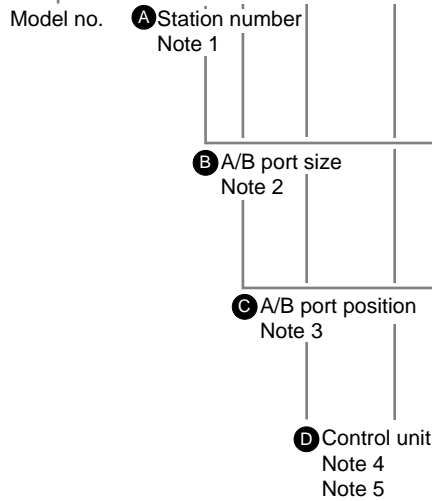 Model no.
A Station number
Note 1
B A/B port size
Note 2
C A/B port position
Note 3
D Control unit
Note 4
Note 5